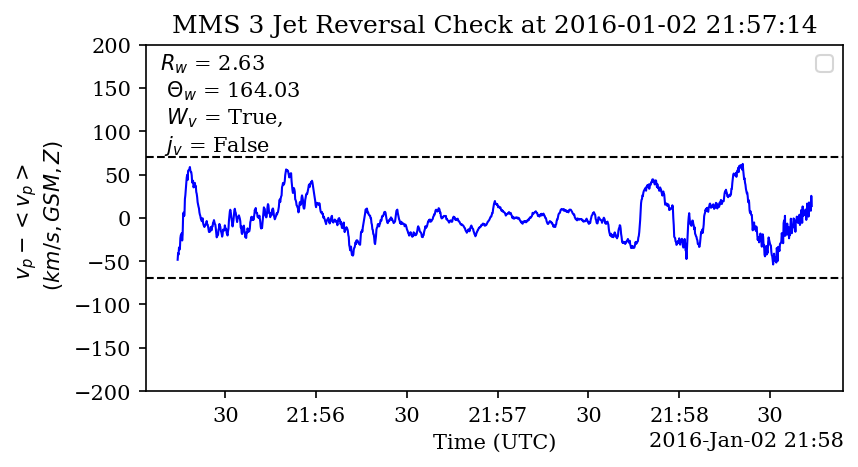 MMS 3 Jet Reversal Check at 2016-01-02 21:57:14
R_w = 2.63
Θ_w = 164.03
W_v = True,
j_v = False
200
150
100
50
0
−50
−100
−150
−200
v_p − < v_p >
(km/s, GSM, Z)
30 21:56 30 21:57 30 21:58 30
Time (UTC)
2016-Jan-02 21:58